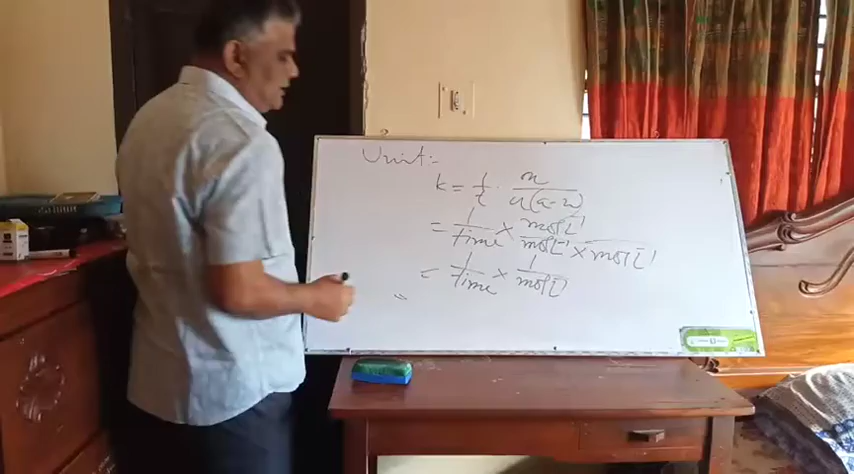 Unit:-
k = 1/t · x/a(a-x)
= 1/Time × mol L⁻¹/mol L⁻¹ × mol L⁻¹
= 1/Time × 1/mol L⁻¹
=